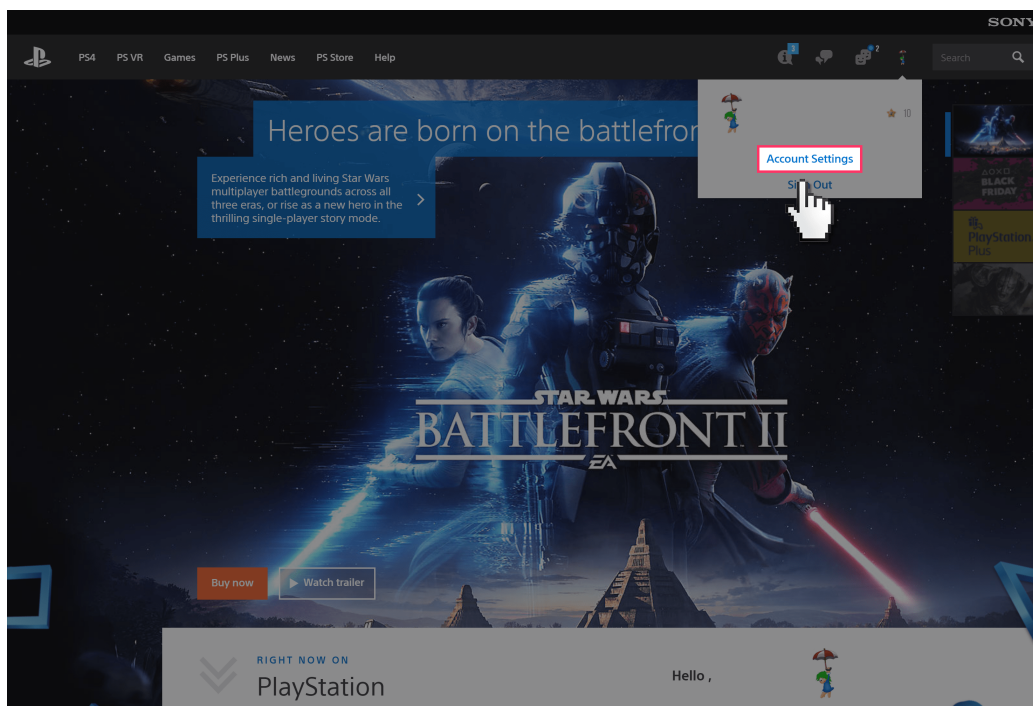 SONY
PS4 PS VR Games PS Plus News PS Store Help
3
2
Search
10
Heroes are born on the battlefron
Account Settings
Experience rich and living Star Wars
multiplayer battlegrounds across all
three eras, or rise as a new hero in the
thrilling single-player story mode.
Out
BLACK
FRIDAY
PlayStation
Plus
STAR WARS
BATTLEFRONT II
EA
Buy now
Watch trailer
RIGHT NOW ON
PlayStation
Hello ,